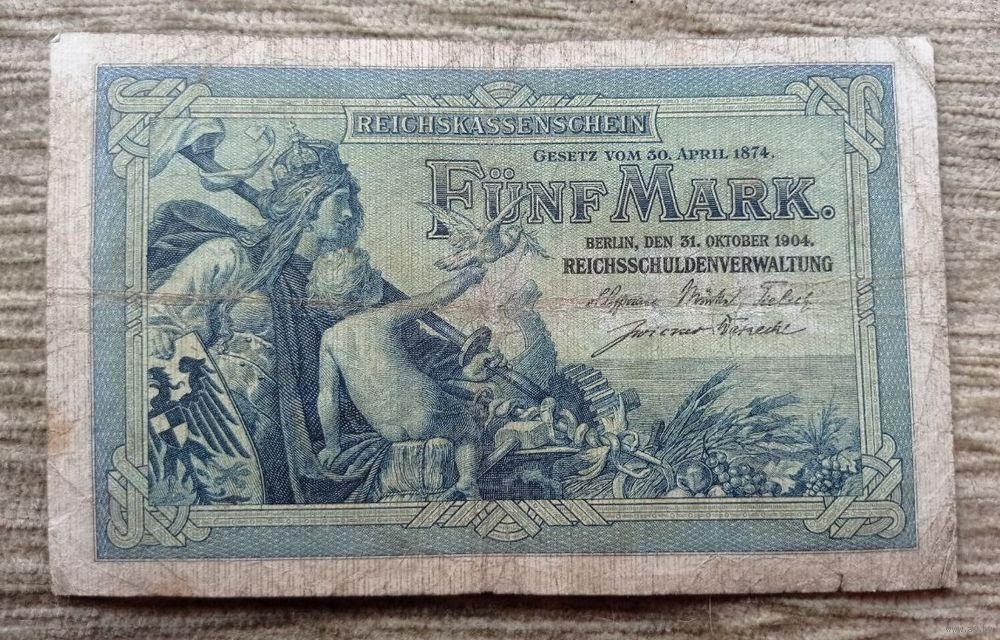 REICHSKASSENSCHEIN
GESETZ VOM 30. APRIL 1874.
FÜNF MARK.
BERLIN, DEN 31. OKTOBER 1904.
REICHSSCHULDENVERWALTUNG